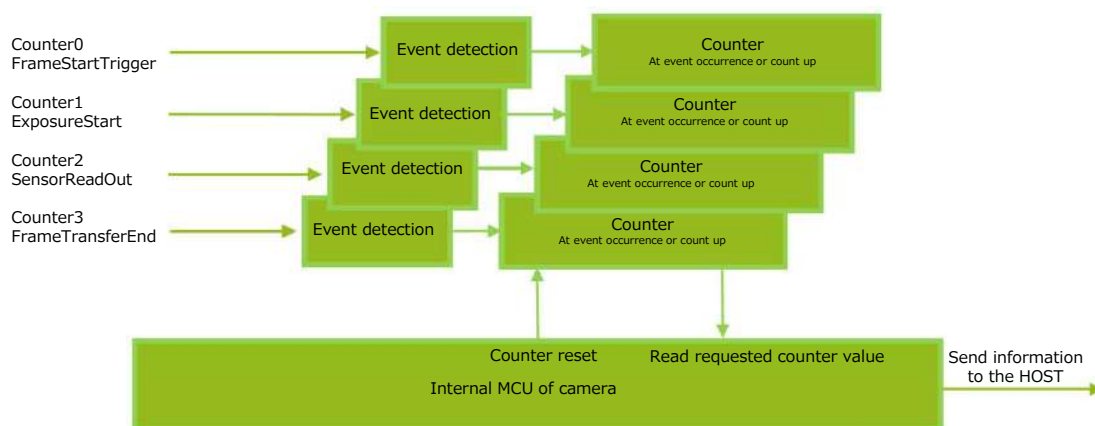 Counter0
FrameStartTrigger
Event detection
Counter
At event occurrence or count up
Counter1
ExposureStart
Event detection
Counter
At event occurrence or count up
Counter2
SensorReadOut
Event detection
Counter
At event occurrence or count up
Counter3
FrameTransferEnd
Event detection
Counter
At event occurrence or count up
Counter reset
Read requested counter value
Internal MCU of camera
Send information
to the HOST